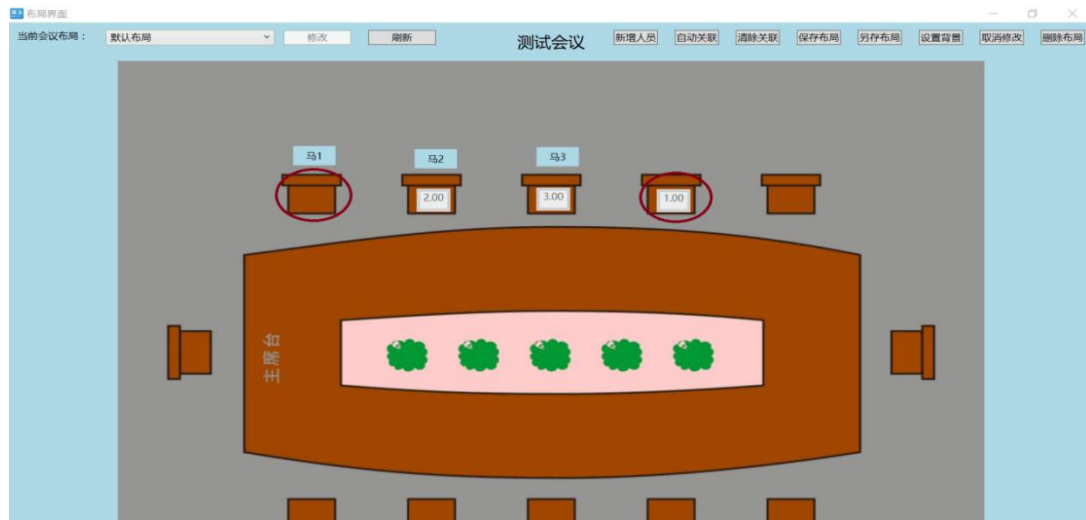 布局界面
当前会议布局： 默认布局 修改 刷新 测试会议 新增人员 自动关联 清除关联 保存布局 另存布局 设置背景 取消修改 删除布局
马1 马2 马3
2.00 3.00 1.00
主席台